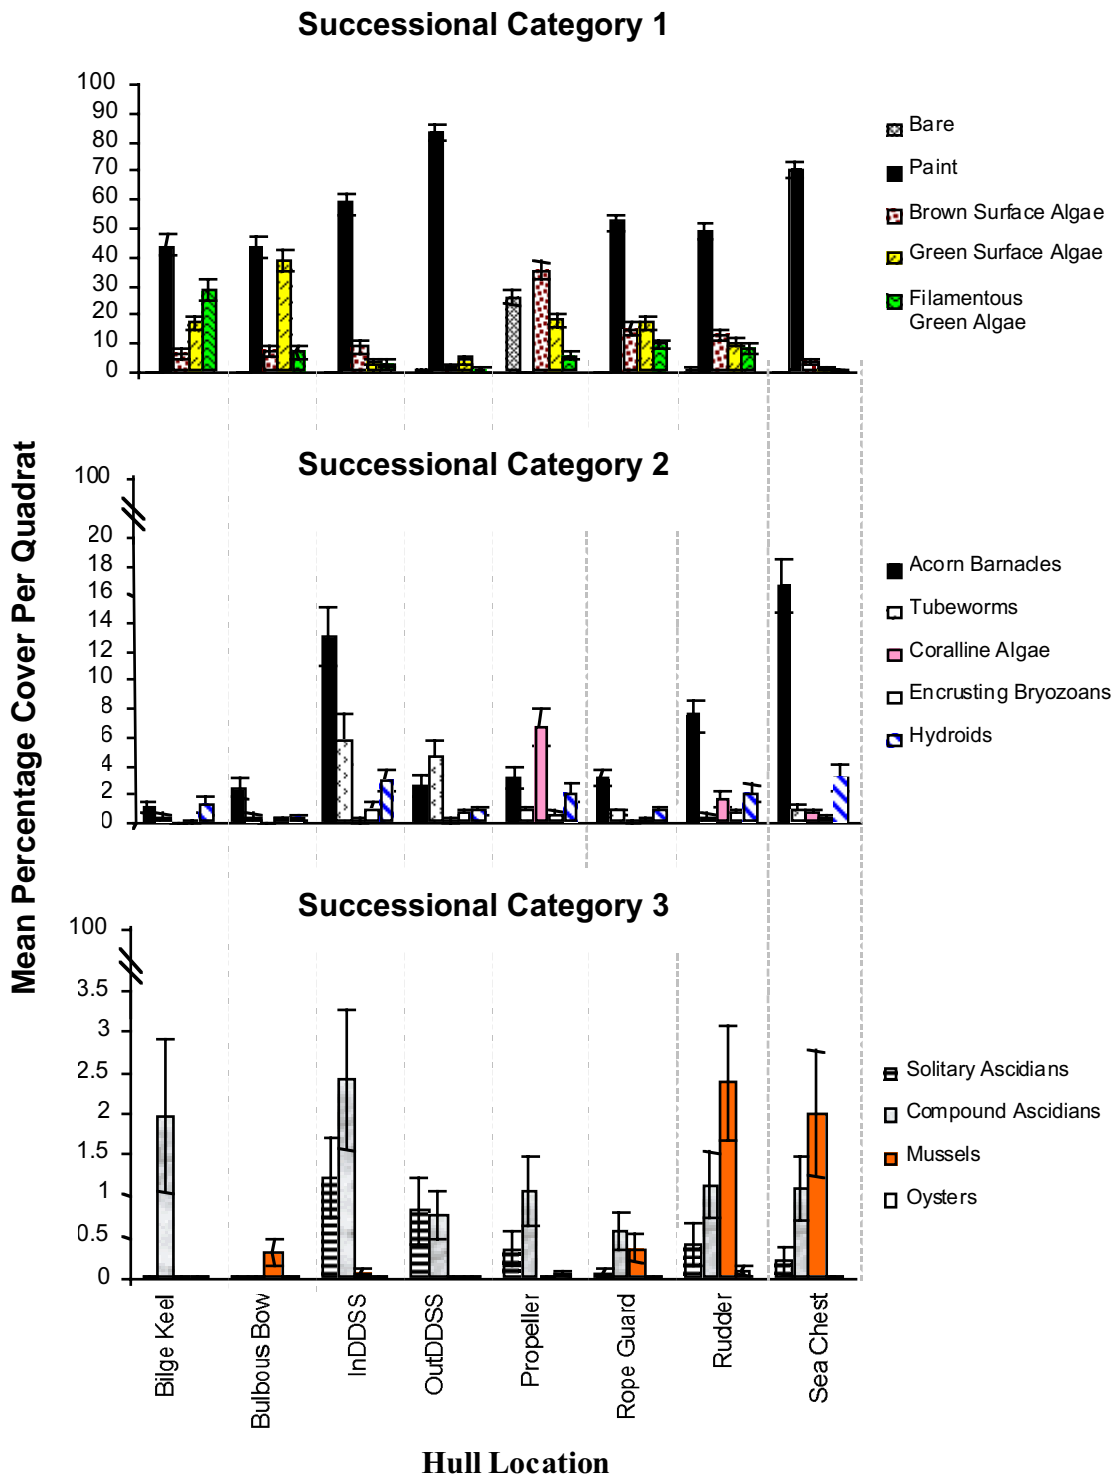 Successional Category 1
100
90
80
70
60
50
40
30
20
10
0
Bare
Paint
Brown Surface Algae
Green Surface Algae
Filamentous
Green Algae
Mean Percentage Cover Per Quadrat
Successional Category 2
100
20
18
16
14
12
10
8
6
4
2
0
Acorn Barnacles
Tubeworms
Coralline Algae
Encrusting Bryozoans
Hydroids
Successional Category 3
100
3.5
3
2.5
2
1.5
1
0.5
0
Solitary Ascidians
Compound Ascidians
Mussels
Oysters
Bilge Keel
Bulbous Bow
InDDSS
OutDDSS
Propeller
Rope Guard
Rudder
Sea Chest
Hull Location